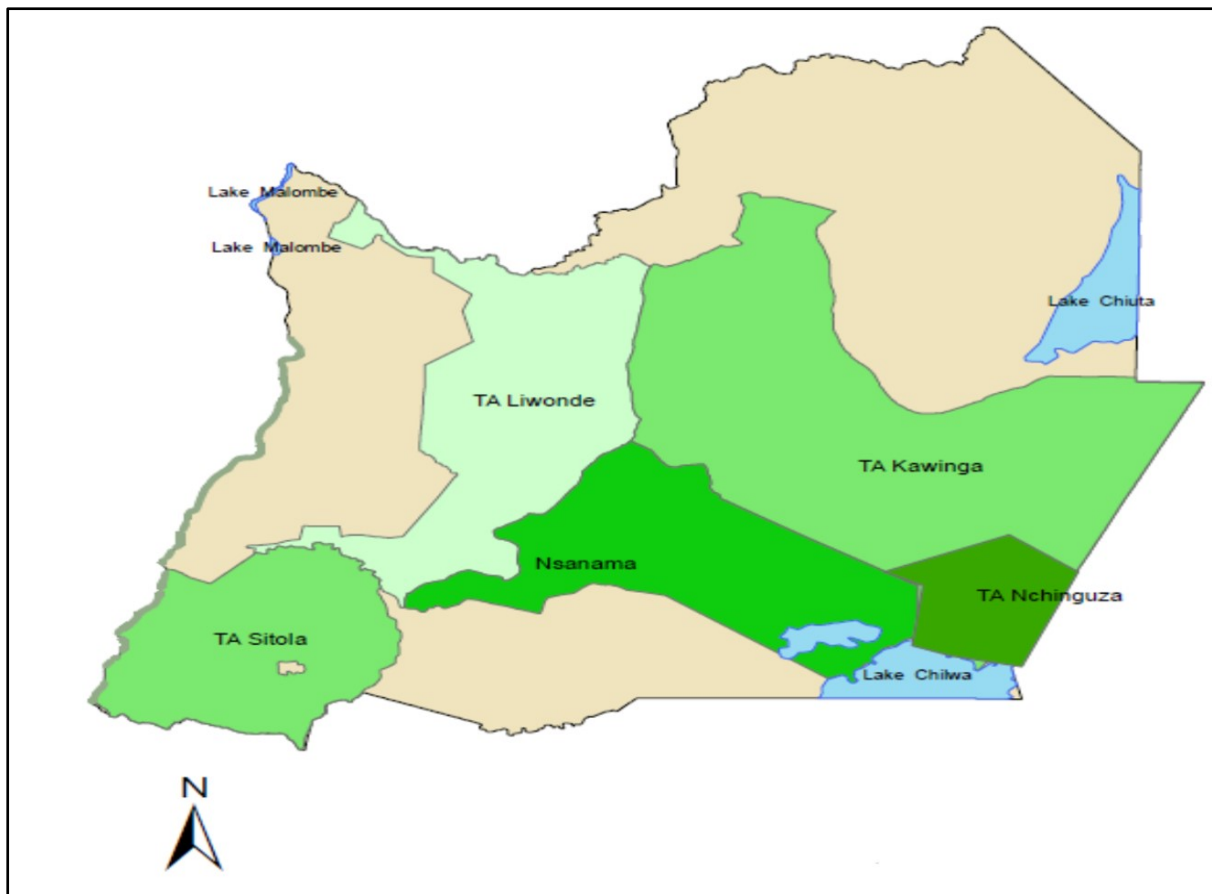 Lake Malombe
Lake Malombe
Lake Chiuta
TA Liwonde
TA Kawinga
Nsanama
TA Nchinguza
TA Sitola
Lake Chilwa
N